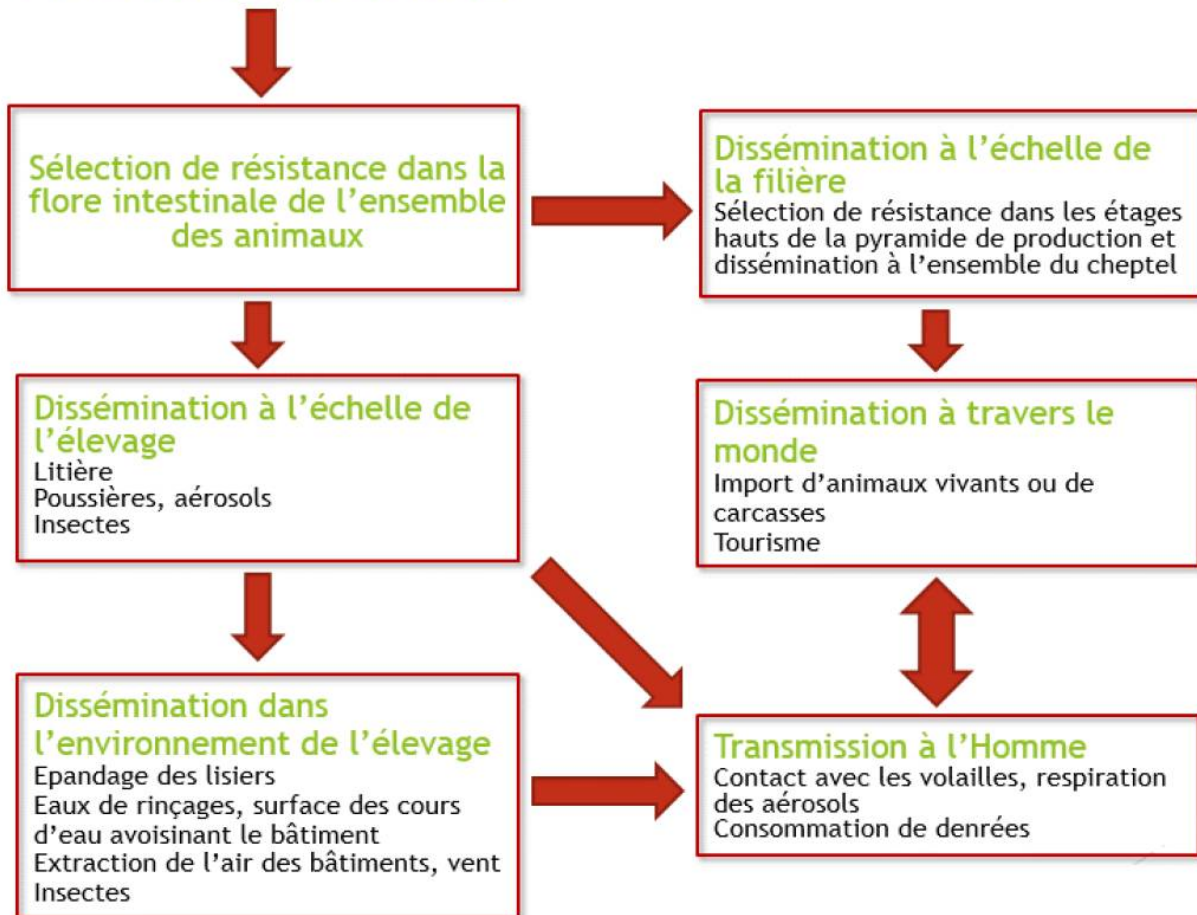 Sélection de résistance dans la
flore intestinale de l'ensemble
des animaux
Dissémination à l'échelle de
la filière
Sélection de résistance dans les étages
hauts de la pyramide de production et
dissémination à l'ensemble du cheptel
Dissémination à l'échelle de
l'élevage
Litière
Poussières, aérosols
Insectes
Dissémination à travers le
monde
Import d'animaux vivants ou de
carcasses
Tourisme
Dissémination dans
l'environnement de l'élevage
Epandage des lisiers
Eaux de rinçages, surface des cours
d'eau avoisinant le bâtiment
Extraction de l'air des bâtiments, vent
Insectes
Transmission à l'Homme
Contact avec les volailles, respiration
des aérosols
Consommation de denrées